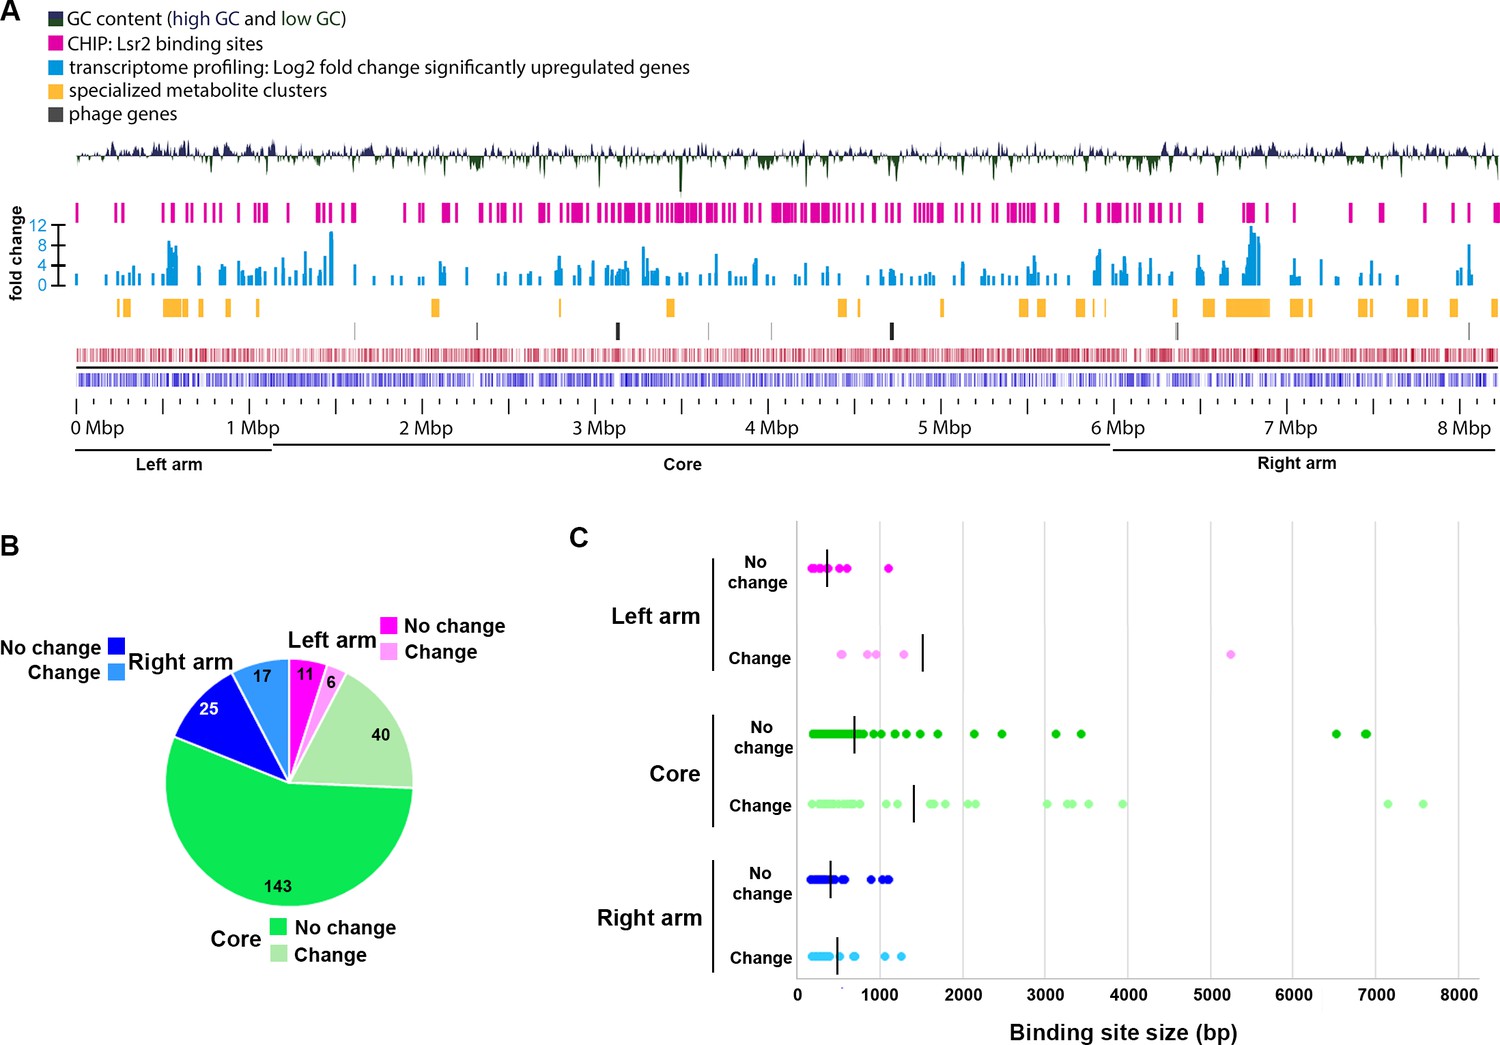 A
GC content (high GC and low GC)
CHIP: Lsr2 binding sites
transcriptome profiling: Log2 fold change significantly upregulated genes
specialized metabolite clusters
phage genes
fold change
12
8
4
0
0 Mbp 1 Mbp 2 Mbp 3 Mbp 4 Mbp 5 Mbp 6 Mbp 7 Mbp 8 Mbp
Left arm Core Right arm
B
No change
Change
Right arm
Left arm
No change
Change
17
11
6
25
40
143
Core
No change
Change
C
Left arm
No
change
Change
Core
No
change
Change
Right arm
No
change
Change
0 1000 2000 3000 4000 5000 6000 7000 8000
Binding site size (bp)